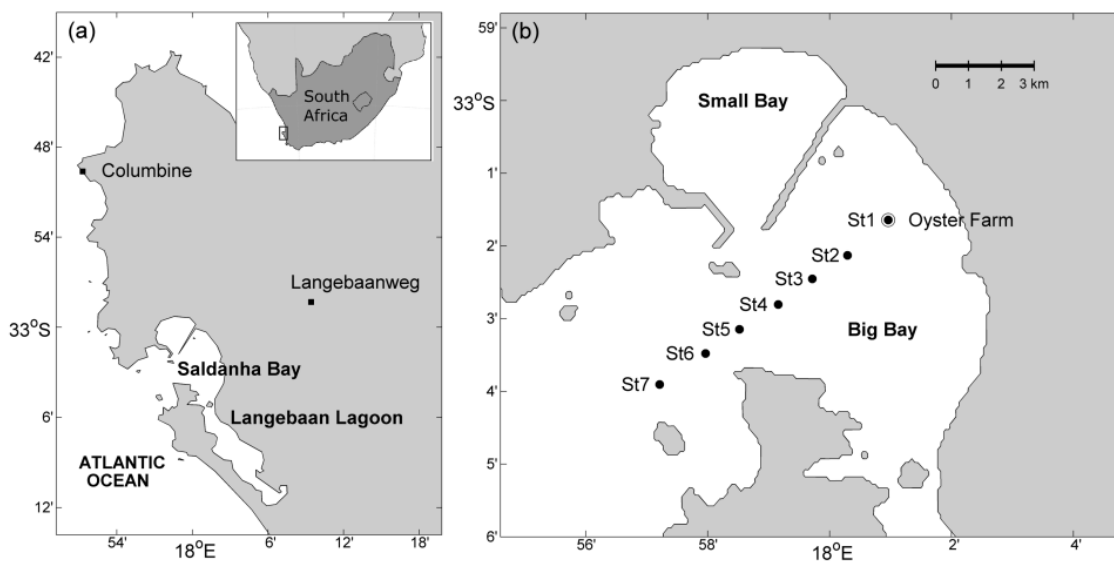 (a)
42'
48'
54'
33°S
6'
12'
54'
18°E
6'
12'
18'
South
Africa
Columbine
Langebaanweg
Saldanha Bay
Langebaan Lagoon
ATLANTIC
OCEAN
(b)
59'
33°S
1'
2'
3'
4'
5'
6'
56'
58'
18°E
2'
4'
0 1 2 3 km
Small Bay
St1 Oyster Farm
St2
St3
St4
St5
Big Bay
St6
St7